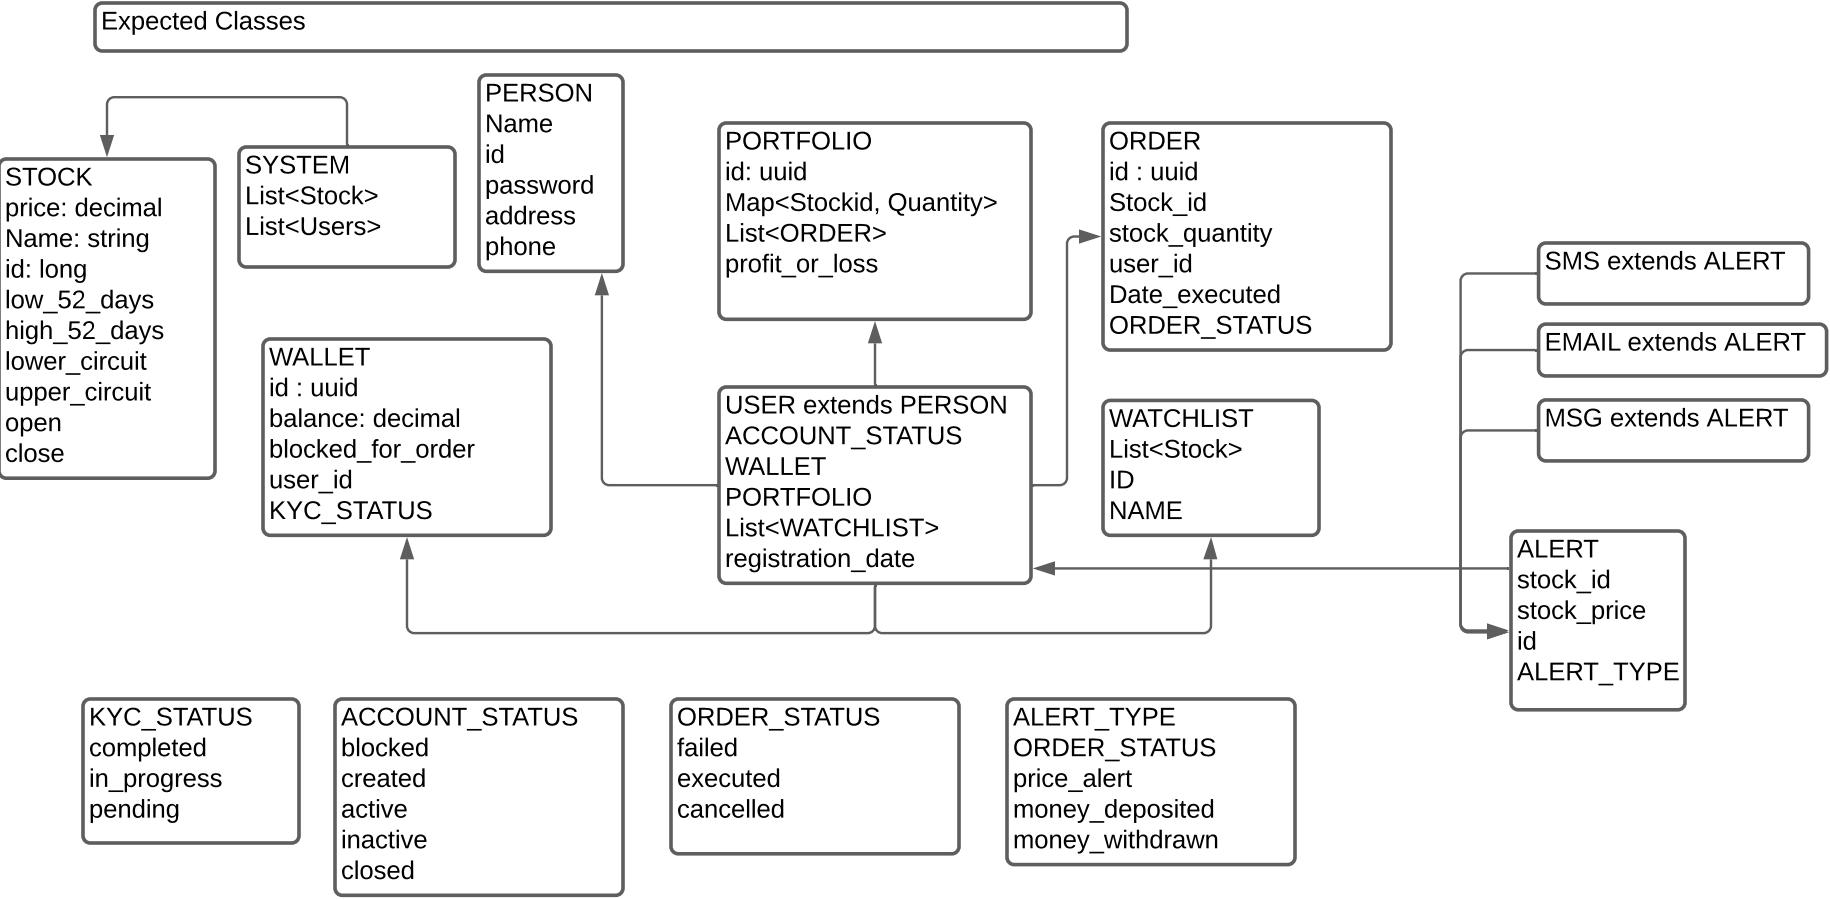 Expected Classes
STOCK
price: decimal
Name: string
id: long
low_52_days
high_52_days
lower_circuit
upper_circuit
open
close
SYSTEM
List<Stock>
List<Users>
PERSON
Name
id
password
address
phone
PORTFOLIO
id: uuid
Map<Stockid, Quantity>
List<ORDER>
profit_or_loss
ORDER
id : uuid
Stock_id
stock_quantity
user_id
Date_executed
ORDER_STATUS
SMS extends ALERT
EMAIL extends ALERT
MSG extends ALERT
WALLET
id : uuid
balance: decimal
blocked_for_order
user_id
KYC_STATUS
USER extends PERSON
ACCOUNT_STATUS
WALLET
PORTFOLIO
List<WATCHLIST>
registration_date
WATCHLIST
List<Stock>
ID
NAME
ALERT
stock_id
stock_price
id
ALERT_TYPE
KYC_STATUS
completed
in_progress
pending
ACCOUNT_STATUS
blocked
created
active
inactive
closed
ORDER_STATUS
failed
executed
cancelled
ALERT_TYPE
ORDER_STATUS
price_alert
money_deposited
money_withdrawn